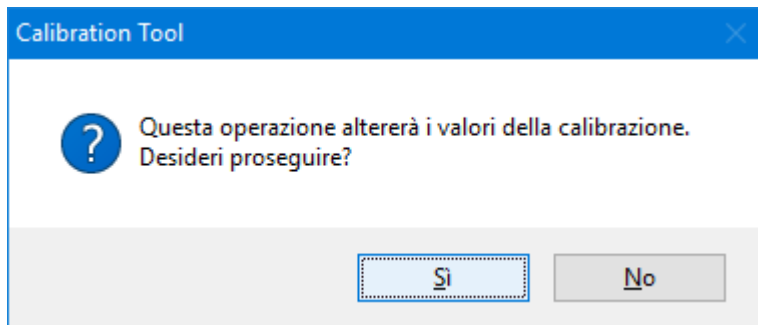 Calibration Tool
Questa operazione altererà i valori della calibrazione.
Desideri proseguire?
Sì
No